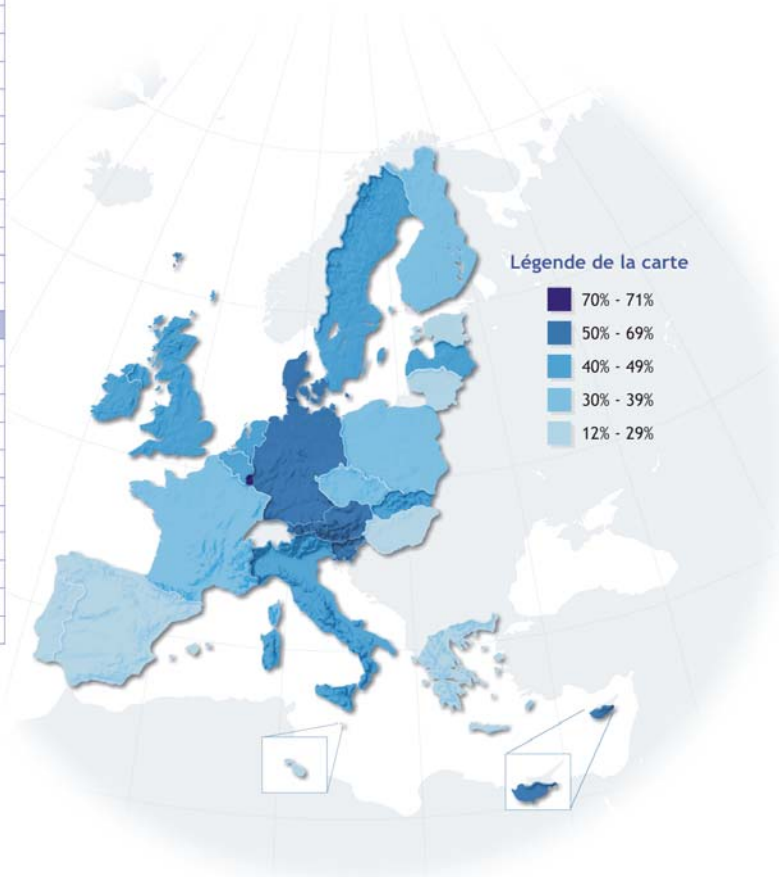 Légende de la carte
70% - 71%
50% - 69%
40% - 49%
30% - 39%
12% - 29%